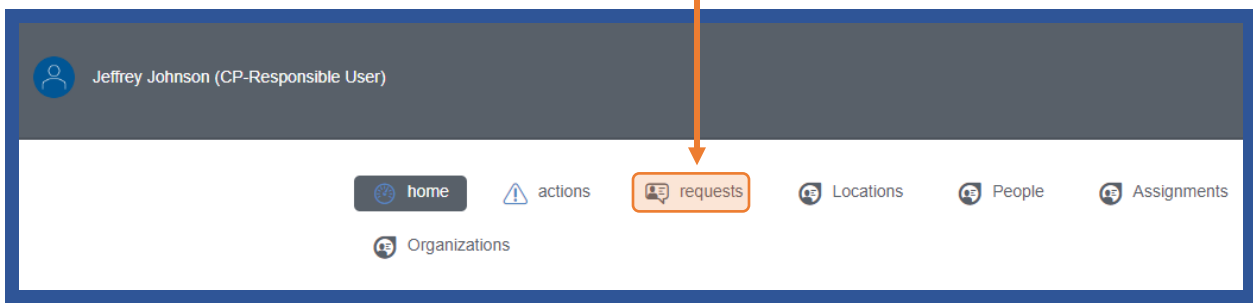 Jeffrey Johnson (CP-Responsible User)
home actions requests Locations People Assignments
Organizations